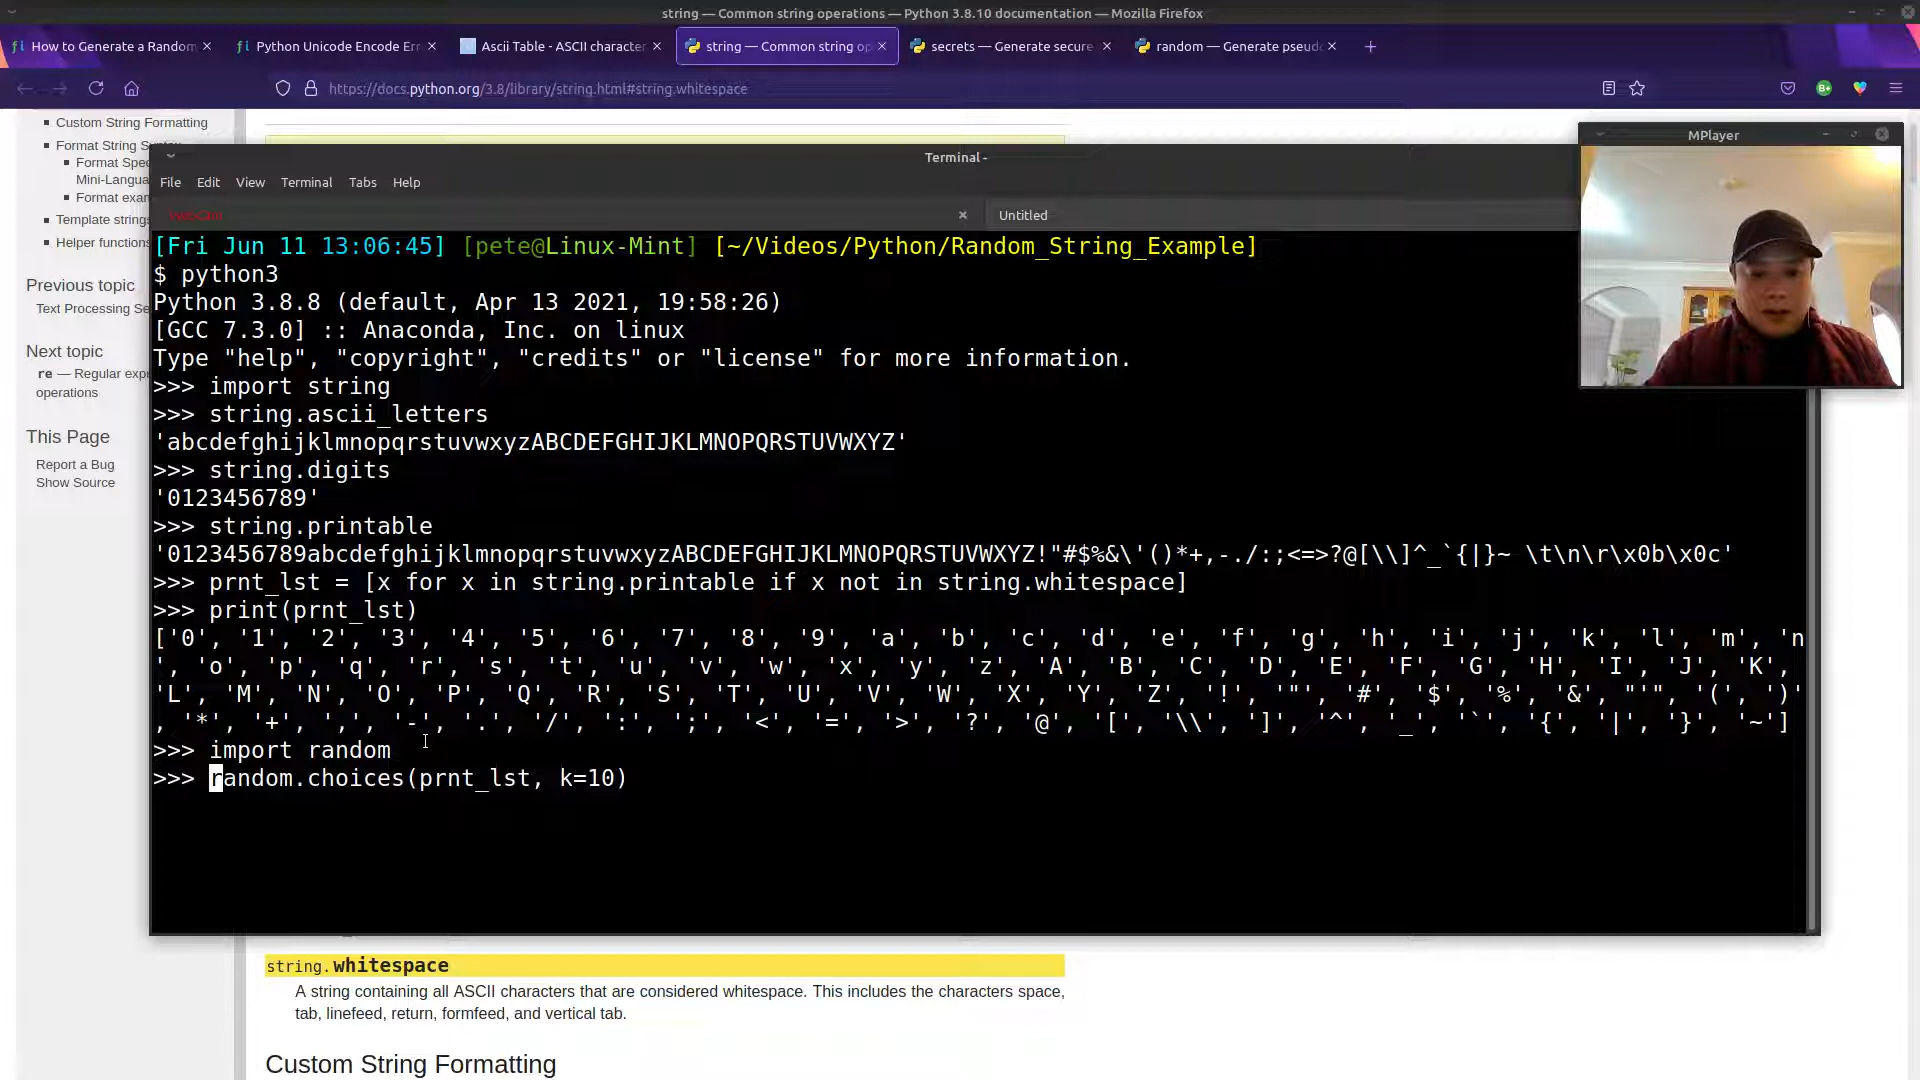 string — Common string operations — Python 3.8.10 documentation — Mozilla Firefox
How to Generate a Random
Python Unicode Encode Err
Ascii Table - ASCII character
string — Common string op
secrets — Generate secure
random — Generate pseud
https://docs.python.org/3.8/library/string.html#string.whitespace
Custom String Formatting
Format String Syntax
Format Spec
Mini-Langua
Format exam
Template strings
Helper functions
Previous topic
Text Processing Se
Next topic
re — Regular exp
operations
This Page
Report a Bug
Show Source
MPlayer
Terminal -
File Edit View Terminal Tabs Help
WebCam
Untitled
[Fri Jun 11 13:06:45] [pete@Linux-Mint] [~/Videos/Python/Random_String_Example]
$ python3
Python 3.8.8 (default, Apr 13 2021, 19:58:26)
[GCC 7.3.0] :: Anaconda, Inc. on linux
Type "help", "copyright", "credits" or "license" for more information.
>>> import string
>>> string.ascii_letters
'abcdefghijklmnopqrstuvwxyzABCDEFGHIJKLMNOPQRSTUVWXYZ'
>>> string.digits
'0123456789'
>>> string.printable
'0123456789abcdefghijklmnopqrstuvwxyzABCDEFGHIJKLMNOPQRSTUVWXYZ!"#$%&\'()*+,-./:;<=>?@[\\]^_`{|}~ \t\n\r\x0b\x0c'
>>> prnt_lst = [x for x in string.printable if x not in string.whitespace]
>>> print(prnt_lst)
['0', '1', '2', '3', '4', '5', '6', '7', '8', '9', 'a', 'b', 'c', 'd', 'e', 'f', 'g', 'h', 'i', 'j', 'k', 'l', 'm', 'n
', 'o', 'p', 'q', 'r', 's', 't', 'u', 'v', 'w', 'x', 'y', 'z', 'A', 'B', 'C', 'D', 'E', 'F', 'G', 'H', 'I', 'J', 'K',
'L', 'M', 'N', 'O', 'P', 'Q', 'R', 'S', 'T', 'U', 'V', 'W', 'X', 'Y', 'Z', '!', '"', '#', '$', '%', '&', "'", '(', ')'
, '*', '+', ',', '-', '.', '/', ':', ';', '<', '=', '>', '?', '@', '[', '\\', ']', '^', '_', '`', '{', '|', '}', '~']
>>> import random
>>> random.choices(prnt_lst, k=10)
string.whitespace
A string containing all ASCII characters that are considered whitespace. This includes the characters space,
tab, linefeed, return, formfeed, and vertical tab.
Custom String Formatting